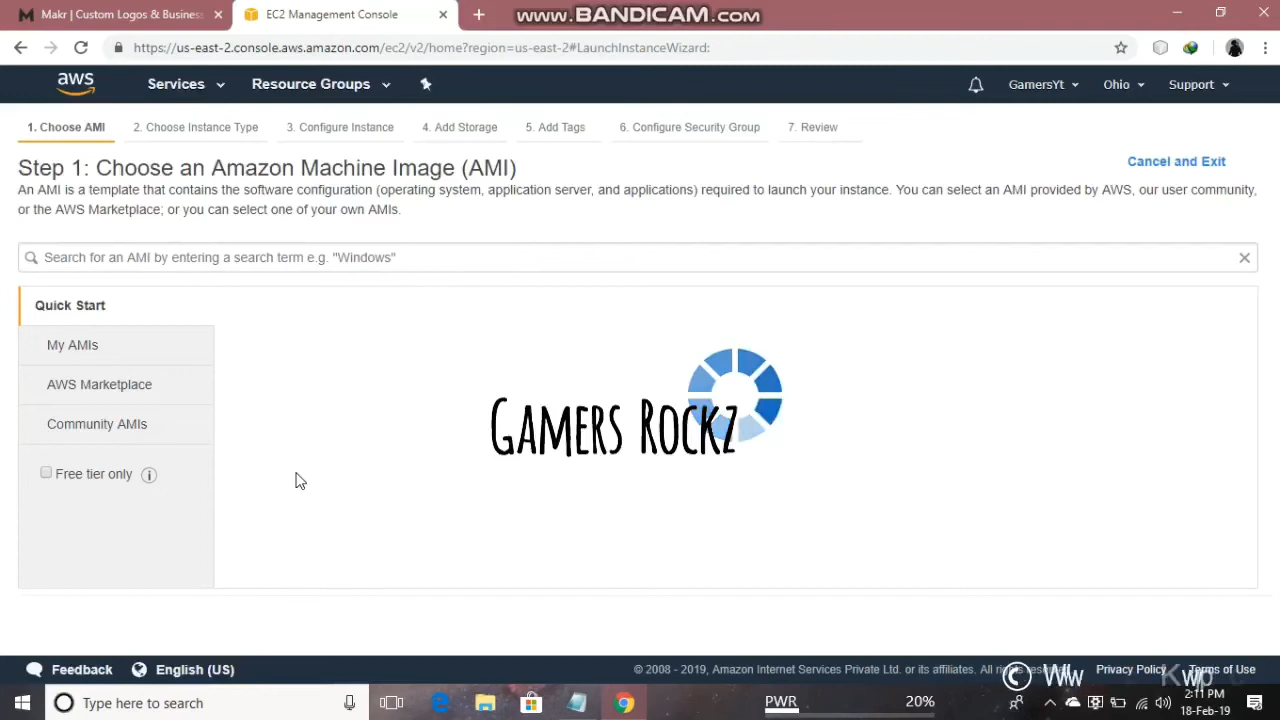 Makr | Custom Logos & Business
EC2 Management Console
www.BANDICAM.com
https://us-east-2.console.aws.amazon.com/ec2/v2/home?region=us-east-2#LaunchInstanceWizard:
aws
Services
Resource Groups
GamersYt
Ohio
Support
1. Choose AMI
2. Choose Instance Type
3. Configure Instance
4. Add Storage
5. Add Tags
6. Configure Security Group
7. Review
Step 1: Choose an Amazon Machine Image (AMI)
Cancel and Exit
An AMI is a template that contains the software configuration (operating system, application server, and applications) required to launch your instance. You can select an AMI provided by AWS, our user community,
or the AWS Marketplace; or you can select one of your own AMIs.
Search for an AMI by entering a search term e.g. "Windows"
Quick Start
My AMIs
AWS Marketplace
Community AMIs
Free tier only
Gamers Rockz
Feedback
English (US)
© 2008 - 2019, Amazon Internet Services Private Ltd. or its affiliates. All rights
Privacy Policy
Terms of Use
Type here to search
PWR
20%
2:11 PM
18-Feb-19